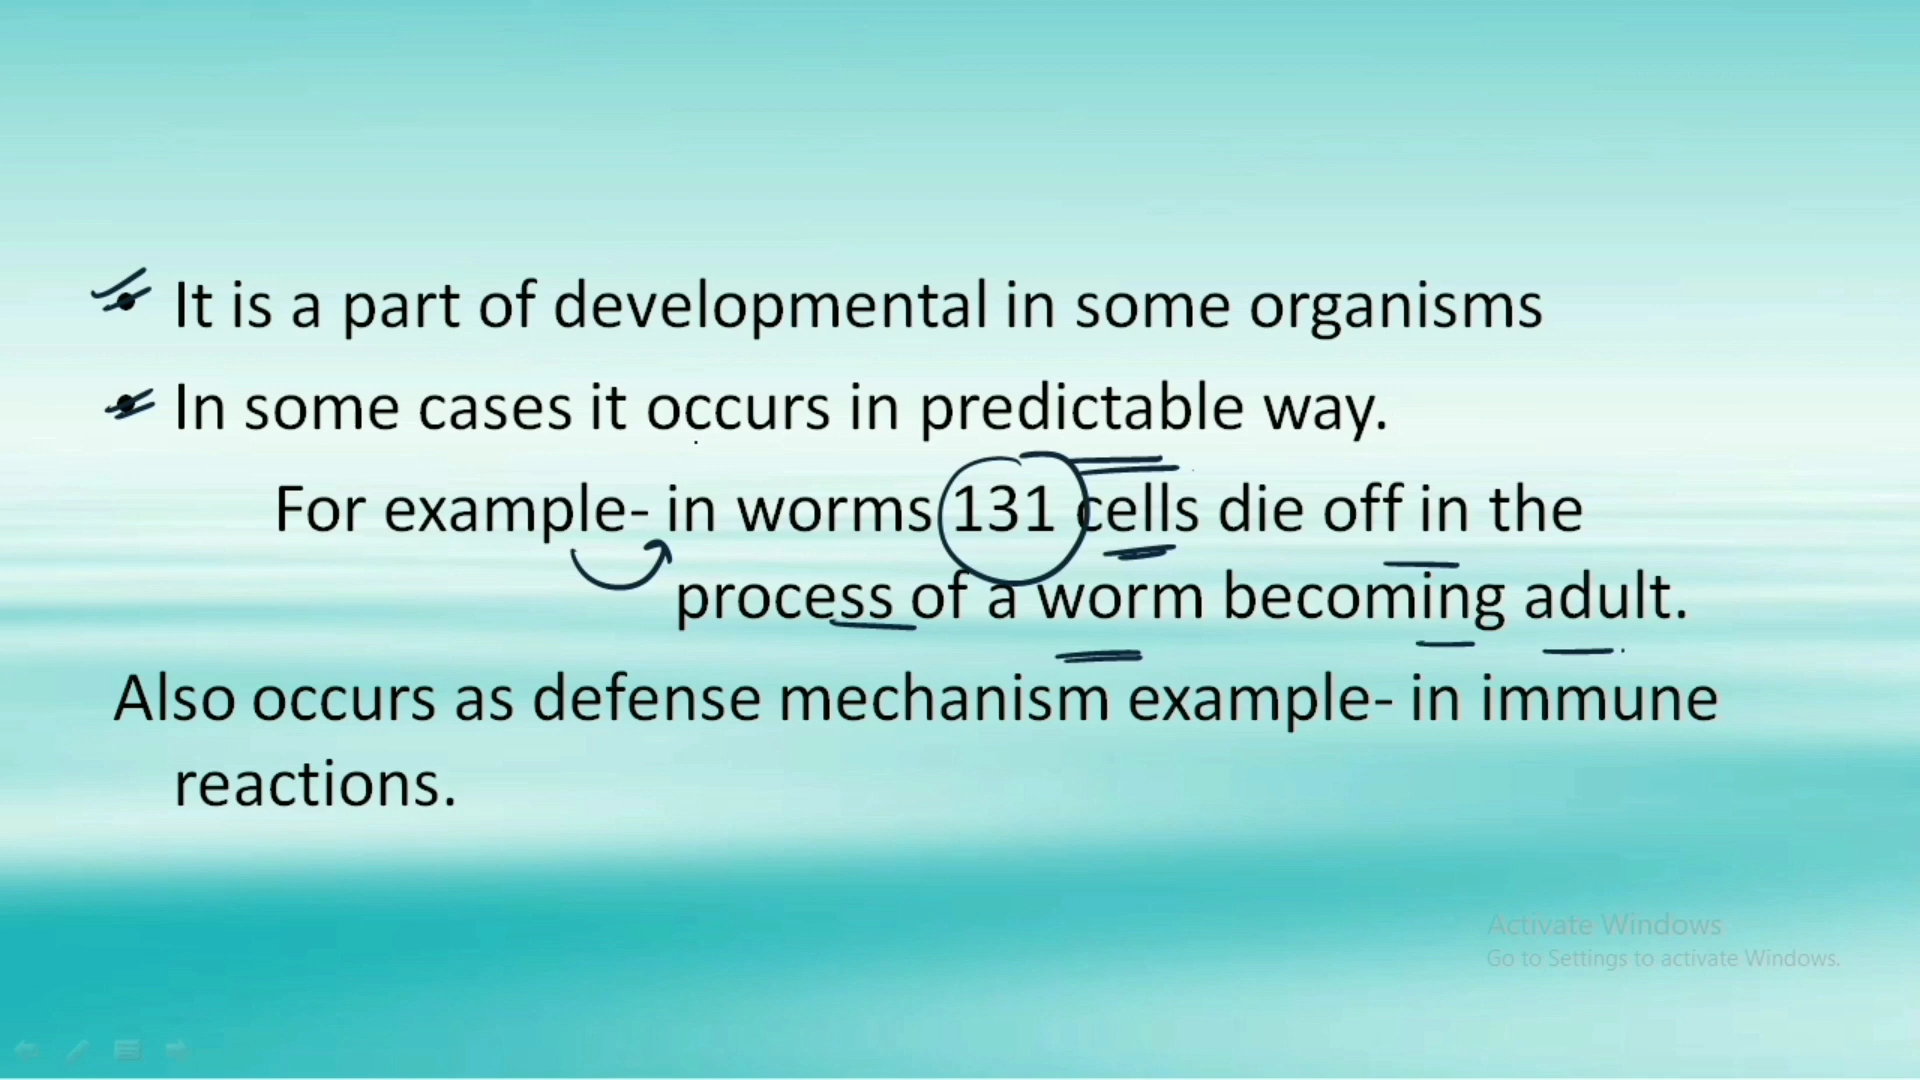 It is a part of developmental in some organisms
In some cases it occurs in predictable way.
For example- in worms 131 cells die off in the
process of a worm becoming adult.
Also occurs as defense mechanism example- in immune
reactions.
Activate Windows
Go to Settings to activate Windows.